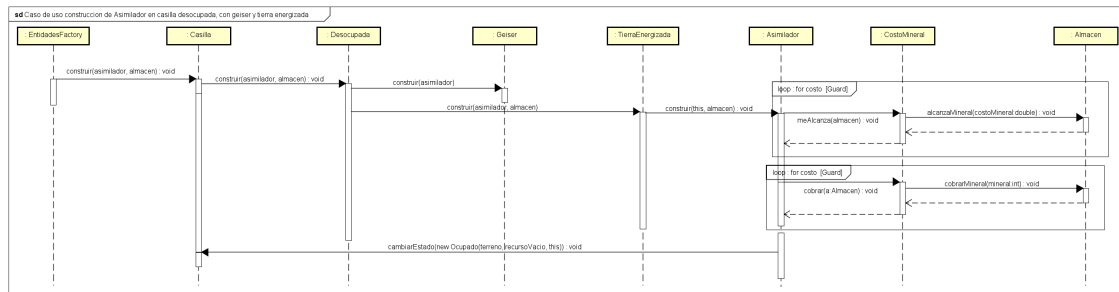 sd Caso de uso construccion de Asimilador en casilla desocupada, con geiser y tierra energizada
: EntidadesFactory
: Casilla
: Desocupada
: Geiser
: TierraEnergizada
: Asimilador
: CostoMineral
: Almacen
construir(asimilador, almacen) : void
construir(asimilador, almacen) : void
construir(asimilador)
loop : for costo [Guard]
construir(asimilador, almacen)
construir(this, almacen) : void
meAlcanza(almacen) : void
alcanzaMineral(costoMineral:double) : void
loop : for costo [Guard]
cobrar(a:Almacen) : void
cobrarMineral(mineral:int) : void
cambiarEstado(new Ocupado(terreno, recursoVacio, this)) : void